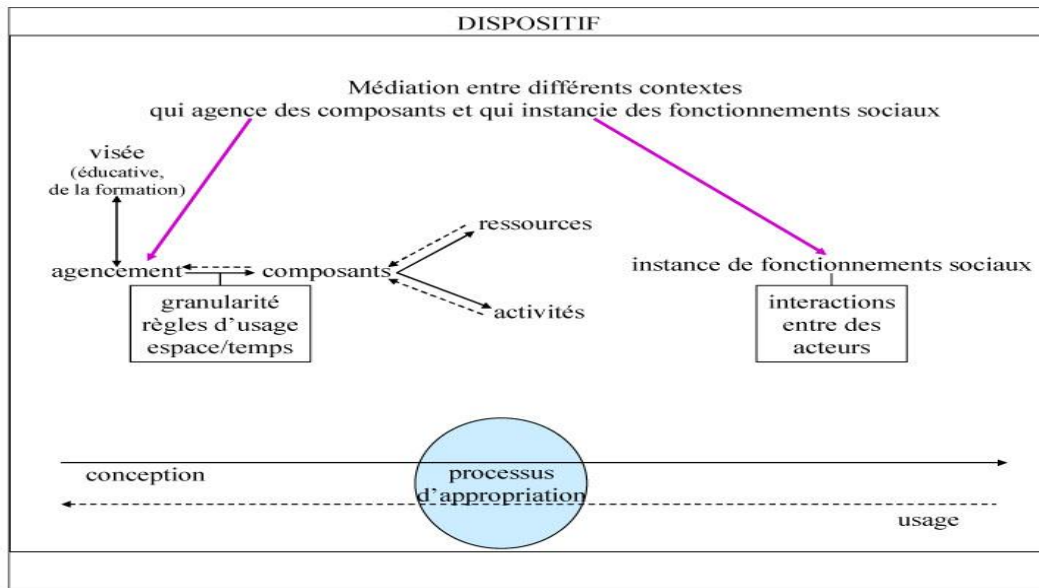 DISPOSITIF
Médiation entre différents contextes
qui agence des composants et qui instancie des fonctionnements sociaux
visée
(éducative,
de la formation)
ressources
agencement
composants
instance de fonctionnements sociaux
granularité
règles d'usage
espace/temps
activités
interactions
entre des
acteurs
conception
processus
d'appropriation
usage